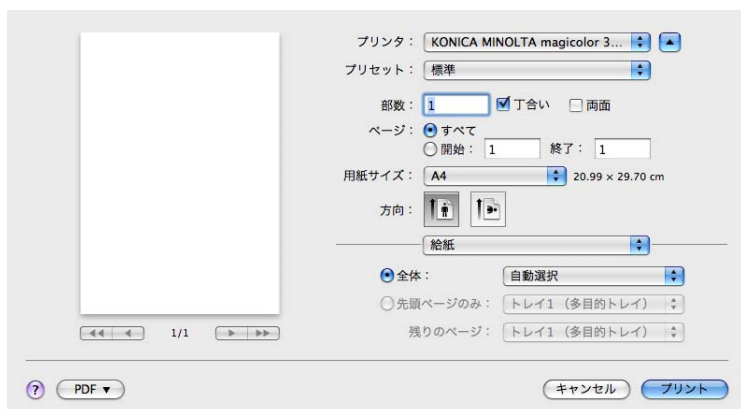 プリンタ： KONICA MINOLTA magicolor 3...
プリセット： 標準
部数： 1 丁合い 両面
ページ： すべて
開始： 1 終了： 1
用紙サイズ： A4 20.99 × 29.70 cm
方向：
給紙
全体： 自動選択
先頭ページのみ： トレイ1（多目的トレイ）
残りのページ： トレイ1（多目的トレイ）
1/1
? PDF ▼ キャンセル プリント